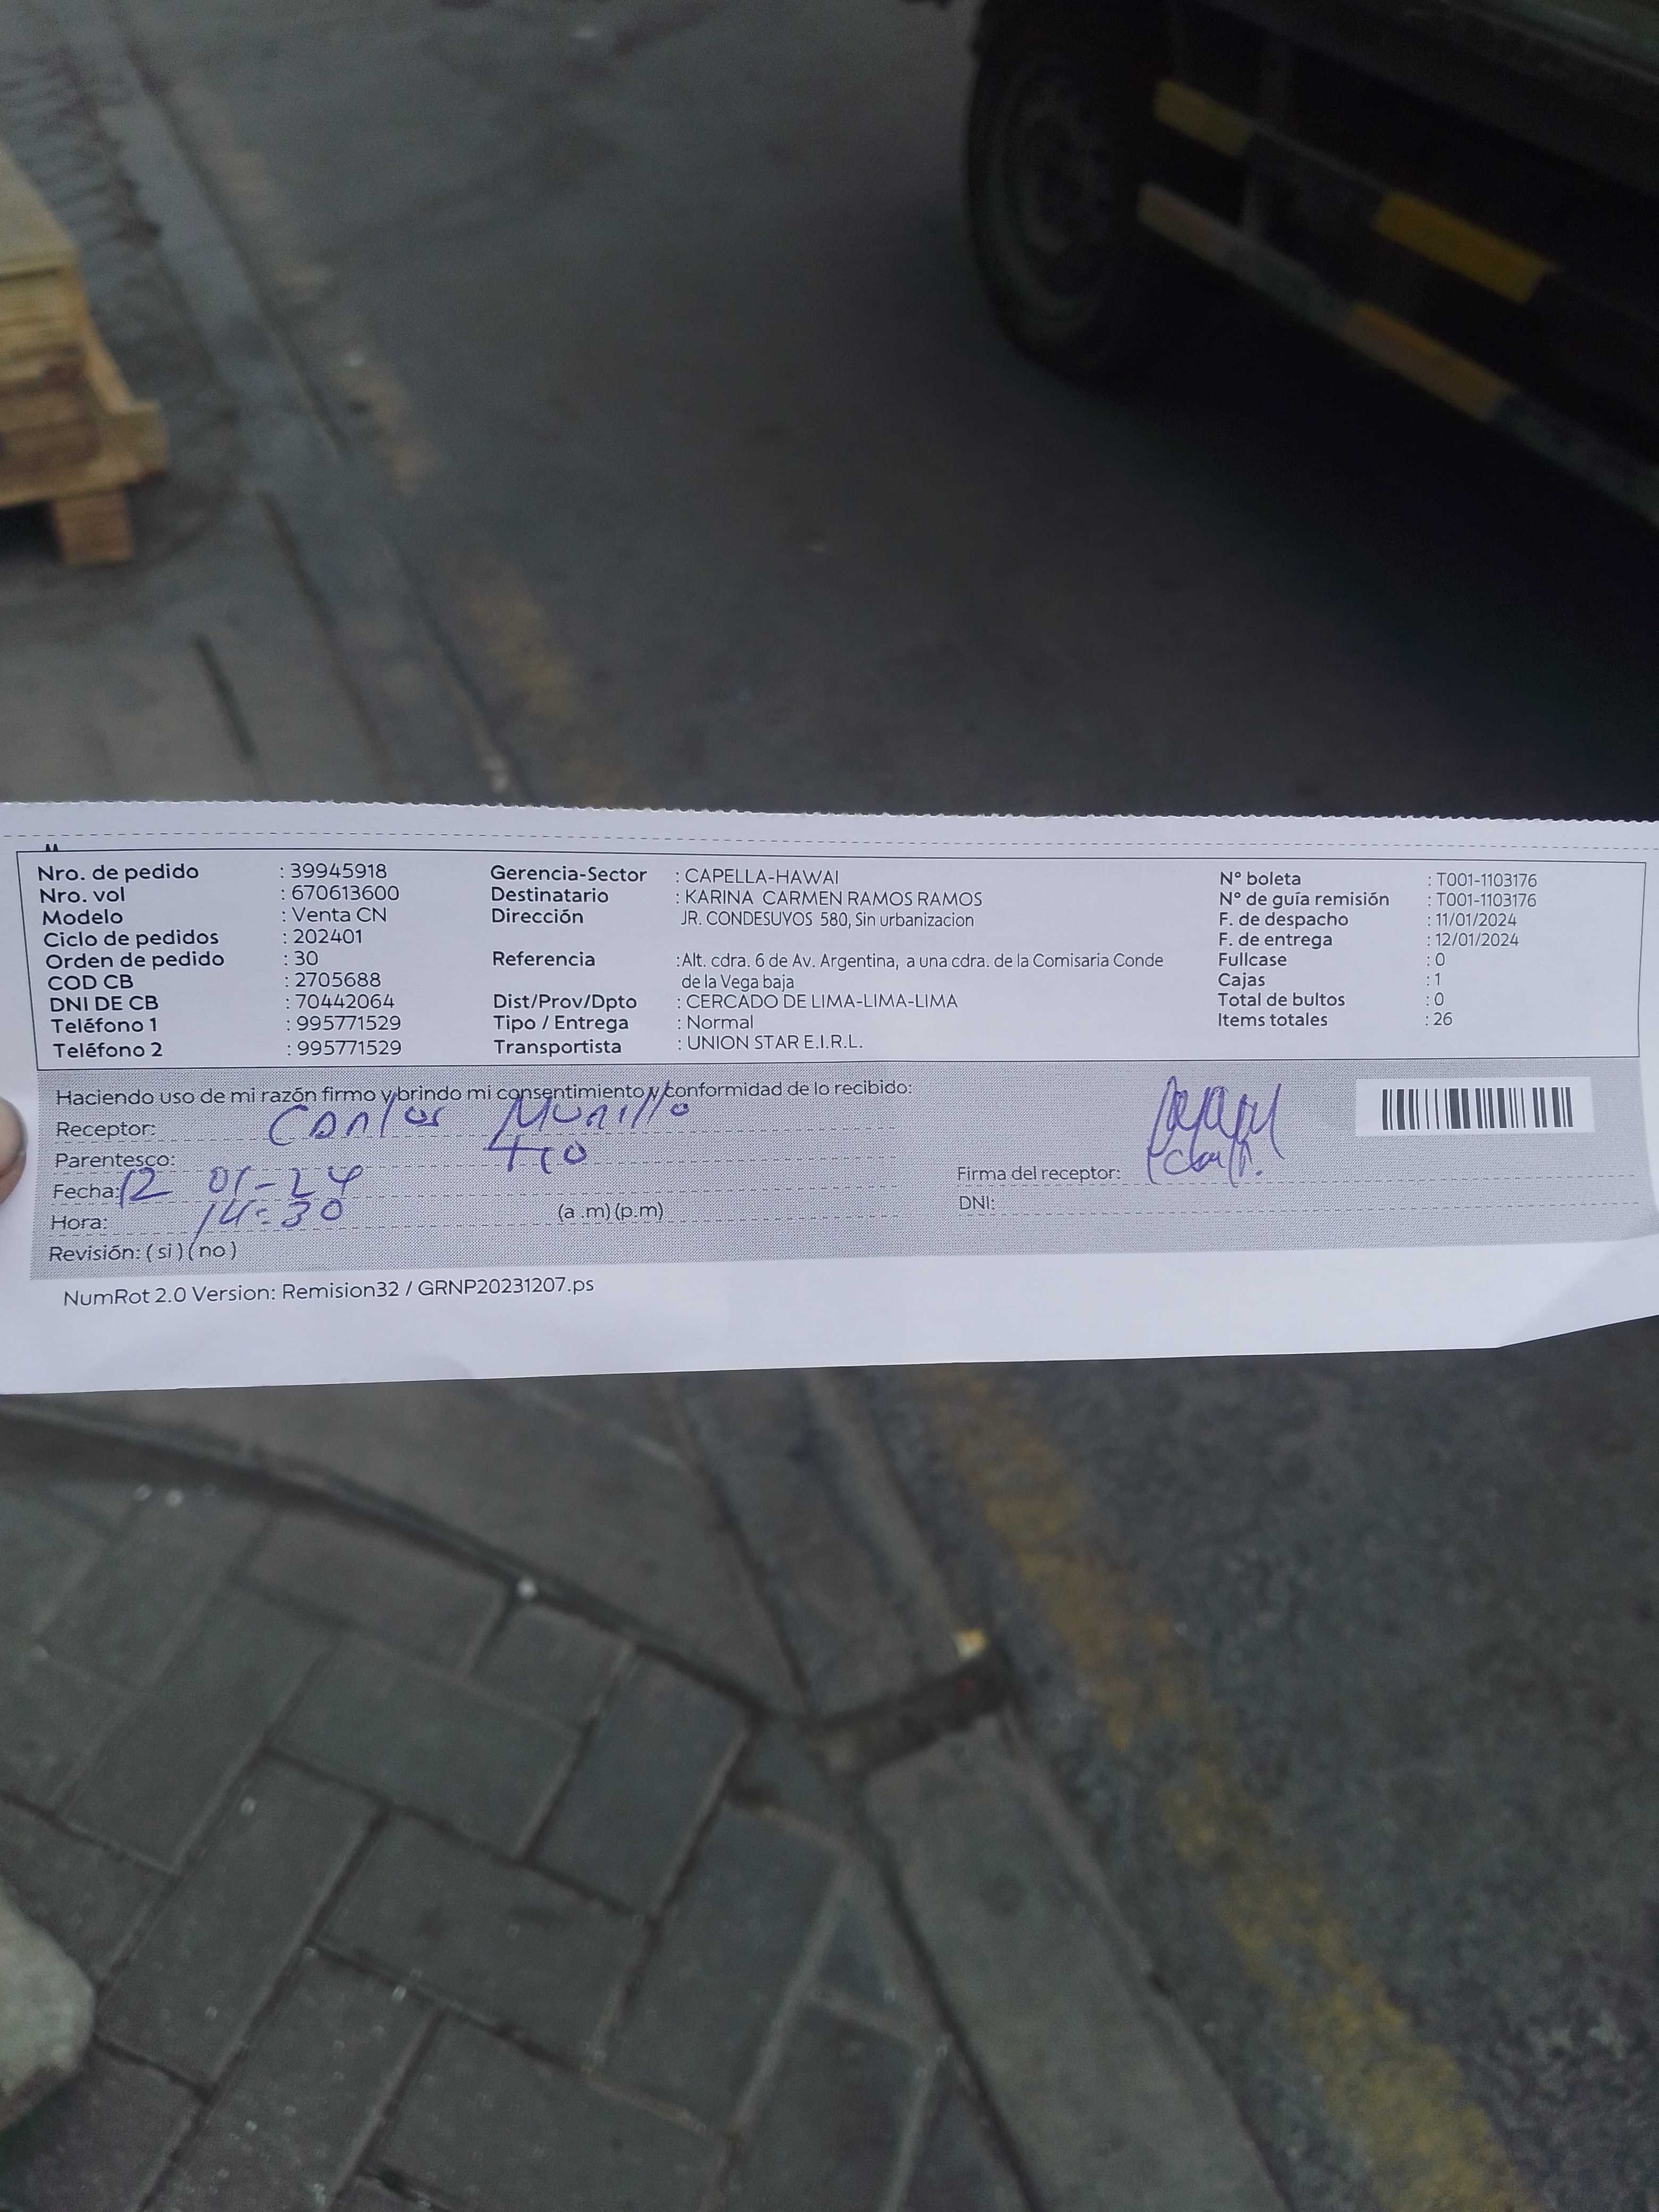 Nro. de pedido : 39945918
Nro. vol : 670613600
Modelo : Venta CN
Ciclo de pedidos : 202401
Orden de pedido : 30
COD CB : 2705688
DNI DE CB : 70442064
Teléfono 1 : 995771529
Teléfono 2 : 995771529
Gerencia-Sector : CAPELLA-HAWAI
Destinatario : KARINA CARMEN RAMOS RAMOS
Dirección JR. CONDESUYOS 580, Sin urbanizacion
Referencia :Alt. cdra. 6 de Av. Argentina, a una cdra. de la Comisaria Conde
de la Vega baja
Dist/Prov/Dpto : CERCADO DE LIMA-LIMA-LIMA
Tipo / Entrega : Normal
Transportista : UNION STAR E.I.R.L.
N° boleta : T001-1103176
N° de guía remisión : T001-1103176
F. de despacho : 11/01/2024
F. de entrega : 12/01/2024
Fullcase : 0
Cajas : 1
Total de bultos : 0
Items totales : 26
Haciendo uso de mi razón firmo y brindo mi consentimiento y conformidad de lo recibido:
Receptor: Carlos Murillo
Parentesco:
Fecha: 12 01-24
Hora: 14:30 (a .m) (p.m)
Revisión: ( si ) ( no )
Firma del receptor:
DNI:
NumRot 2.0 Version: Remision32 / GRNP20231207.ps